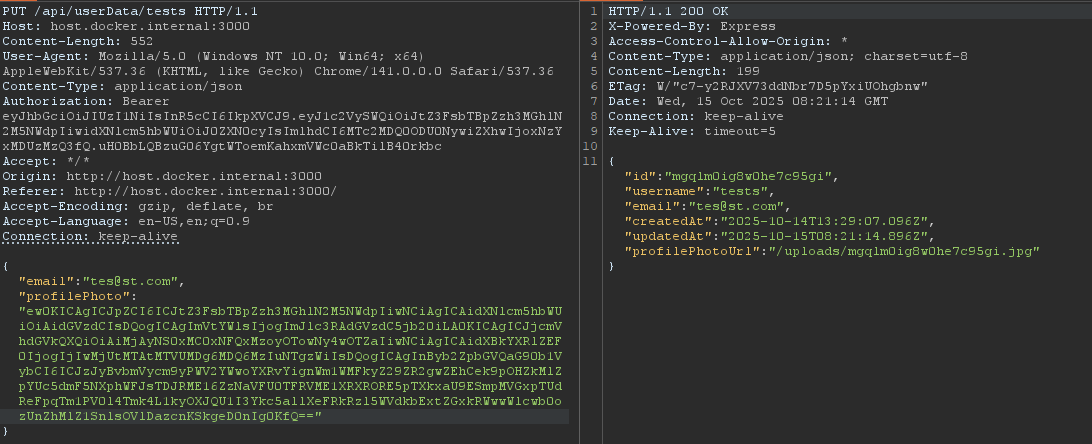 PUT /api/userData/tests HTTP/1.1
Host: host.docker.internal:3000
Content-Length: 552
User-Agent: Mozilla/5.0 (Windows NT 10.0; Win64; x64)
AppleWebKit/537.36 (KHTML, like Gecko) Chrome/141.0.0.0 Safari/537.36
Content-Type: application/json
Authorization: Bearer
eyJhbGciOiJIUzI1NiIsInR5cCI6IkpXVCJ9.eyJ1c2VySWQiOiJtZ3FsbTBpZzh3MGhlN
2M5NWdpIiwidXNlcm5hbWUiOiJ0ZXN0cyIsImlhdCI6MTc2MDQ0ODU0NywiZXhwIjoxNzY
xMDUzMzQ3fQ.uH0BbLQBzuG06YgtWToemKahxmVWc0aBkTilB40rkbc
Accept: */*
Origin: http://host.docker.internal:3000
Referer: http://host.docker.internal:3000/
Accept-Encoding: gzip, deflate, br
Accept-Language: en-US,en;q=0.9
Connection: keep-alive
{
"email":"tes@st.com",
"profilePhoto":
"ew0KICAgICJpZCI6ICJtZ3FsbTBpZzh3MGhlN2M5NWdpIiwNCiAgICAidXNlcm5hbWU
iOiAidGVzdCIsDQogICAgImVtYWlsIjogImJlc3RAdGVzdC5jb20iLA0KICAgICJjcmV
hdGVkQXQiOiAiMjAyNS0xMC0xNFQxMzoyOTowNy4wOTZaIiwNCiAgICAidXBkYXRlZEF
0IjogIjIwMjUtMTAtMTVUMDg6MDQ6MzIuNTgzWiIsDQogICAgInByb2ZpbGVQaG90b1V
}
1 HTTP/1.1 200 OK
2 X-Powered-By: Express
3 Access-Control-Allow-Origin: *
4 Content-Type: application/json; charset=utf-8
5 Content-Length: 199
6 ETag: W/"c7-y2RJXV73ddNbr7D5pYxiUOhgbnw"
7 Date: Wed, 15 Oct 2025 08:21:14 GMT
8 Connection: keep-alive
9 Keep-Alive: timeout=5
10
11 {
"id":"mgqlm0ig8w0he7c95gi",
"username":"tests",
"email":"tes@st.com",
"createdAt":"2025-10-14T13:29:07.096Z",
"updatedAt":"2025-10-15T08:21:14.896Z",
"profilePhotoUrl":"/uploads/mgqlm0ig8w0he7c95gi.jpg"
}